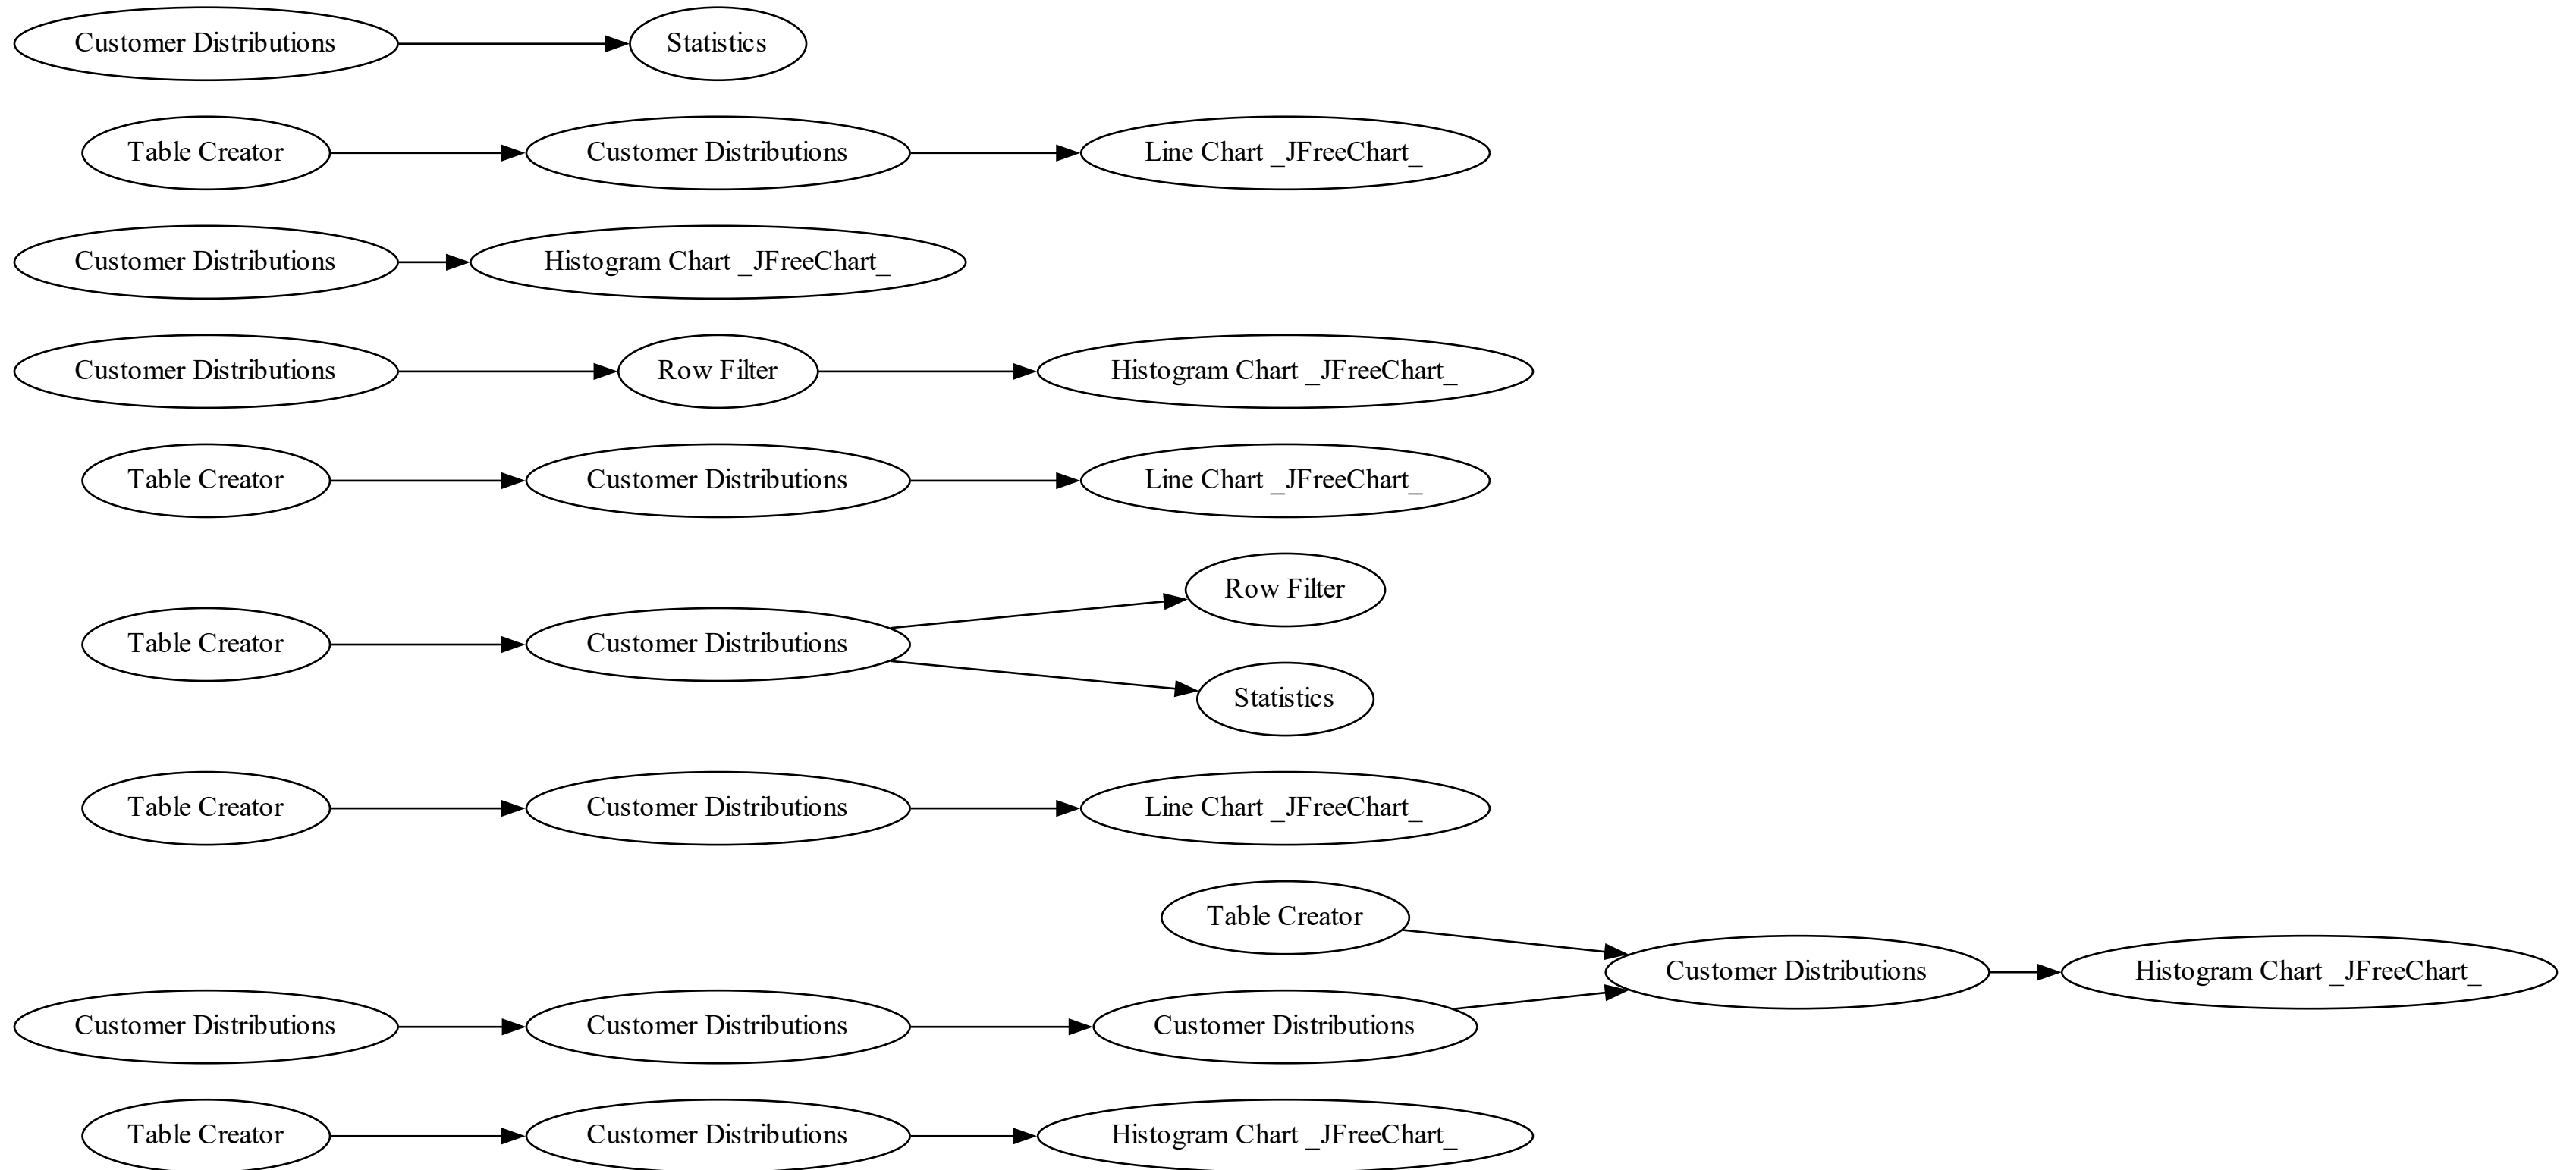 Customer Distributions
Statistics
Table Creator
Customer Distributions
Line Chart _JFreeChart_
Customer Distributions
Histogram Chart _JFreeChart_
Customer Distributions
Row Filter
Histogram Chart _JFreeChart_
Table Creator
Customer Distributions
Line Chart _JFreeChart_
Table Creator
Customer Distributions
Row Filter
Statistics
Table Creator
Customer Distributions
Line Chart _JFreeChart_
Table Creator
Customer Distributions
Customer Distributions
Customer Distributions
Customer Distributions
Histogram Chart _JFreeChart_
Table Creator
Customer Distributions
Histogram Chart _JFreeChart_